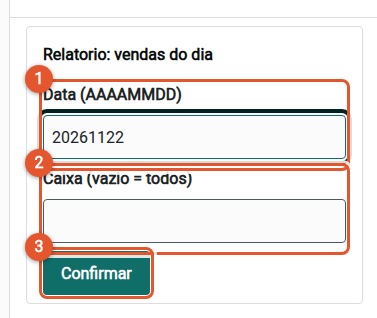 Relatorio: vendas do dia
1
Data (AAAAMMDD)
20261122
2
Caixa (vazio = todos)
3
Confirmar